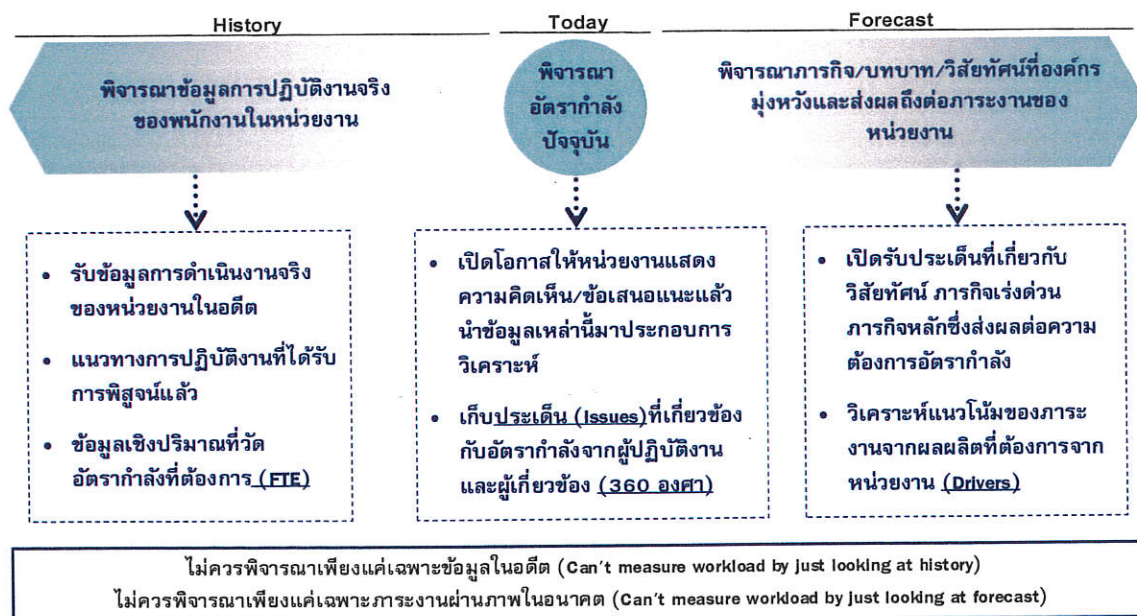 History
Today
Forecast
พิจารณาข้อมูลการปฏิบัติงานจริง
ของพนักงานในหน่วยงาน
พิจารณา
อัตรากำลัง
ปัจจุบัน
พิจารณาภารกิจ/บทบาท/วิสัยทัศน์ที่องค์กร
มุ่งหวังและส่งผลถึงต่อภาระงานของ
หน่วยงาน
• รับข้อมูลการดำเนินงานจริง
ของหน่วยงานในอดีต
• แนวทางการปฏิบัติงานที่ได้รับ
การพิสูจน์แล้ว
• ข้อมูลเชิงปริมาณที่วัด
อัตรากำลังที่ต้องการ (FTE)
• เปิดโอกาสให้หน่วยงานแสดง
ความคิดเห็น/ข้อเสนอแนะแล้ว
นำข้อมูลเหล่านี้มาประกอบการ
วิเคราะห์
• เก็บประเด็น (Issues)ที่เกี่ยวข้อง
กับอัตรากำลังจากผู้ปฏิบัติงาน
และผู้เกี่ยวข้อง (360 องศา)
• เปิดรับประเด็นที่เกี่ยวกับ
วิสัยทัศน์ ภารกิจเร่งด่วน
ภารกิจหลักซึ่งส่งผลต่อความ
ต้องการอัตรากำลัง
• วิเคราะห์แนวโน้มของภาระ
งานจากผลผลิตที่ต้องการจาก
หน่วยงาน (Drivers)
ไม่ควรพิจารณาเพียงแค่เฉพาะข้อมูลในอดีต (Can't measure workload by just looking at history)
ไม่ควรพิจารณาเพียงแค่เฉพาะภาระงานผ่านภาพในอนาคต (Can't measure workload by just looking at forecast)